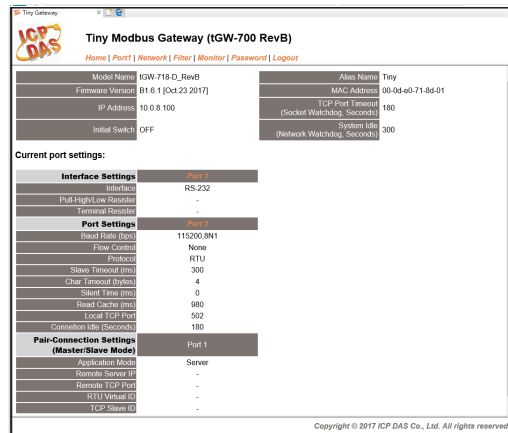 Tiny Gateway
ICP DAS
Tiny Modbus Gateway (tGW-700 RevB)
Home | Port1 | Network | Filter | Monitor | Password | Logout
Model Name tGW-718-D_RevB Alias Name Tiny
Firmware Version B1.6.1 [Oct.23 2017] MAC Address 00-0d-e0-71-8d-01
IP Address 10.0.8.100 TCP Port Timeout (Socket Watchdog, Seconds) 180
Initial Switch OFF System Idle (Network Watchdog, Seconds) 300
Current port settings:
Interface Settings Port 1
Interface RS-232
Pull-High/Low Resister -
Terminal Resister -
Port Settings Port 1
Baud Rate (bps) 115200,8N1
Flow Control None
Protocol RTU
Slave Timeout (ms) 300
Char Timeout (bytes) 4
Silent Time (ms) 0
Read Cache (ms) 980
Local TCP Port 502
Connetion Idle (Seconds) 180
Pair-Connection Settings (Master/Slave Mode) Port 1
Application Mode Server
Remote Server IP -
Remote TCP Port -
RTU Virtual ID -
TCP Slave ID -
Copyright © 2017 ICP DAS Co., Ltd. All rights reserved